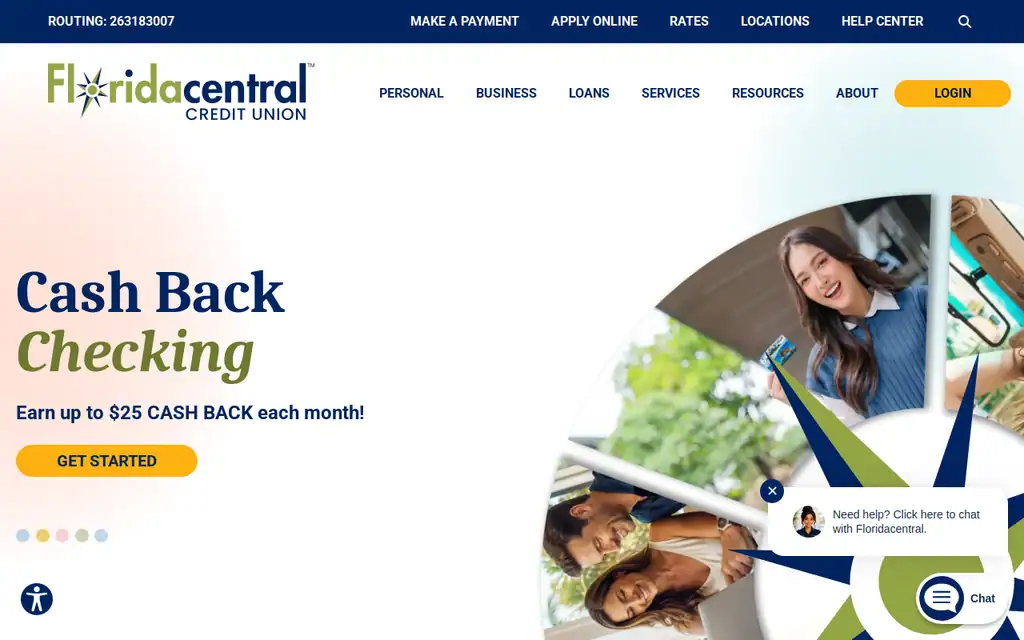 ROUTING: 263183007
MAKE A PAYMENT
APPLY ONLINE
RATES
LOCATIONS
HELP CENTER
Floridacentral™
CREDIT UNION
PERSONAL
BUSINESS
LOANS
SERVICES
RESOURCES
ABOUT
LOGIN
Cash Back
Checking
Earn up to $25 CASH BACK each month!
GET STARTED
Need help? Click here to chat
with Floridacentral.
Chat